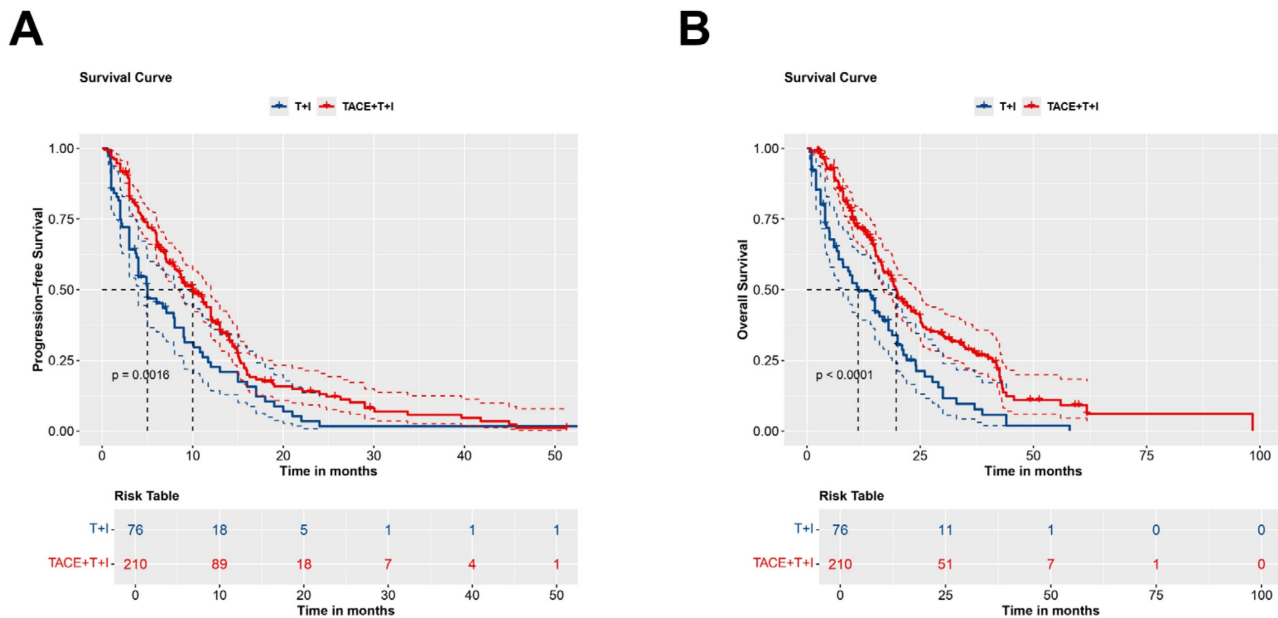 A
Survival Curve
T+I TACE+T+I
Progression-free Survival
1.00
0.75
0.50
0.25
0.00
p = 0.0016
0 10 20 30 40 50
Time in months
Risk Table
T+I 76 18 5 1 1 1
TACE+T+I 210 89 18 7 4 1
0 10 20 30 40 50
Time in months
B
Survival Curve
T+I TACE+T+I
Overall Survival
1.00
0.75
0.50
0.25
0.00
p < 0.0001
0 25 50 75 100
Time in months
Risk Table
T+I 76 11 1 0 0
TACE+T+I 210 51 7 1 0
0 25 50 75 100
Time in months